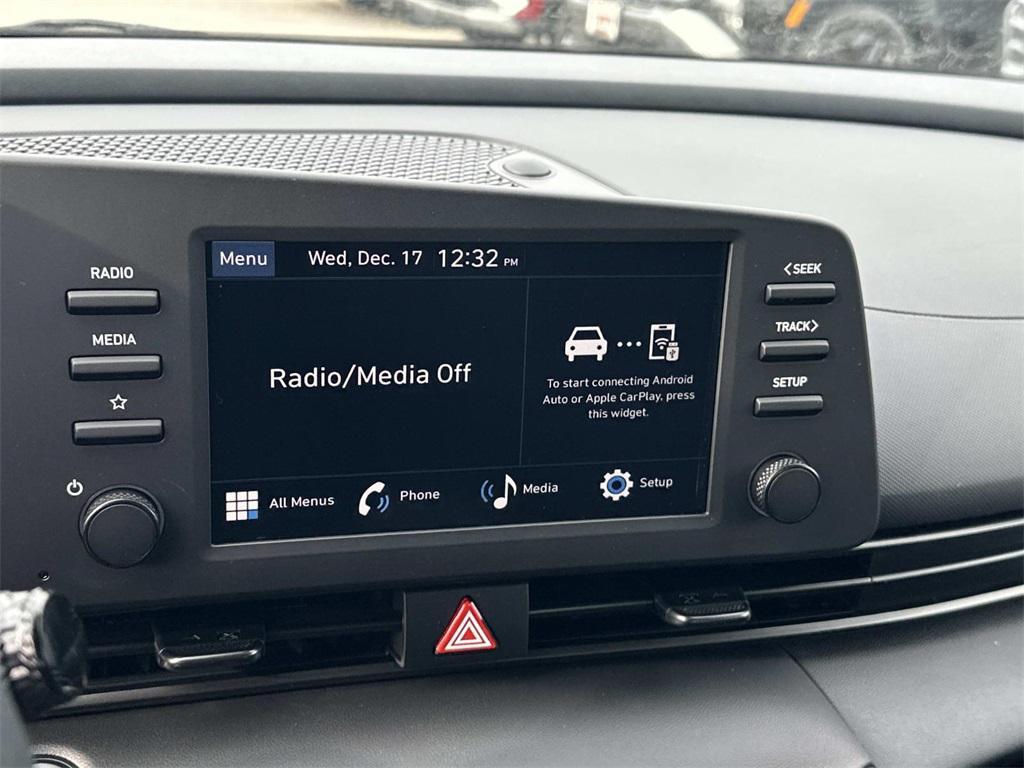 Menu
Wed, Dec. 17 12:32 PM
RADIO
MEDIA
<SEEK
TRACK>
SETUP
Radio/Media Off
To start connecting Android
Auto or Apple CarPlay, press
this widget.
All Menus
Phone
Media
Setup